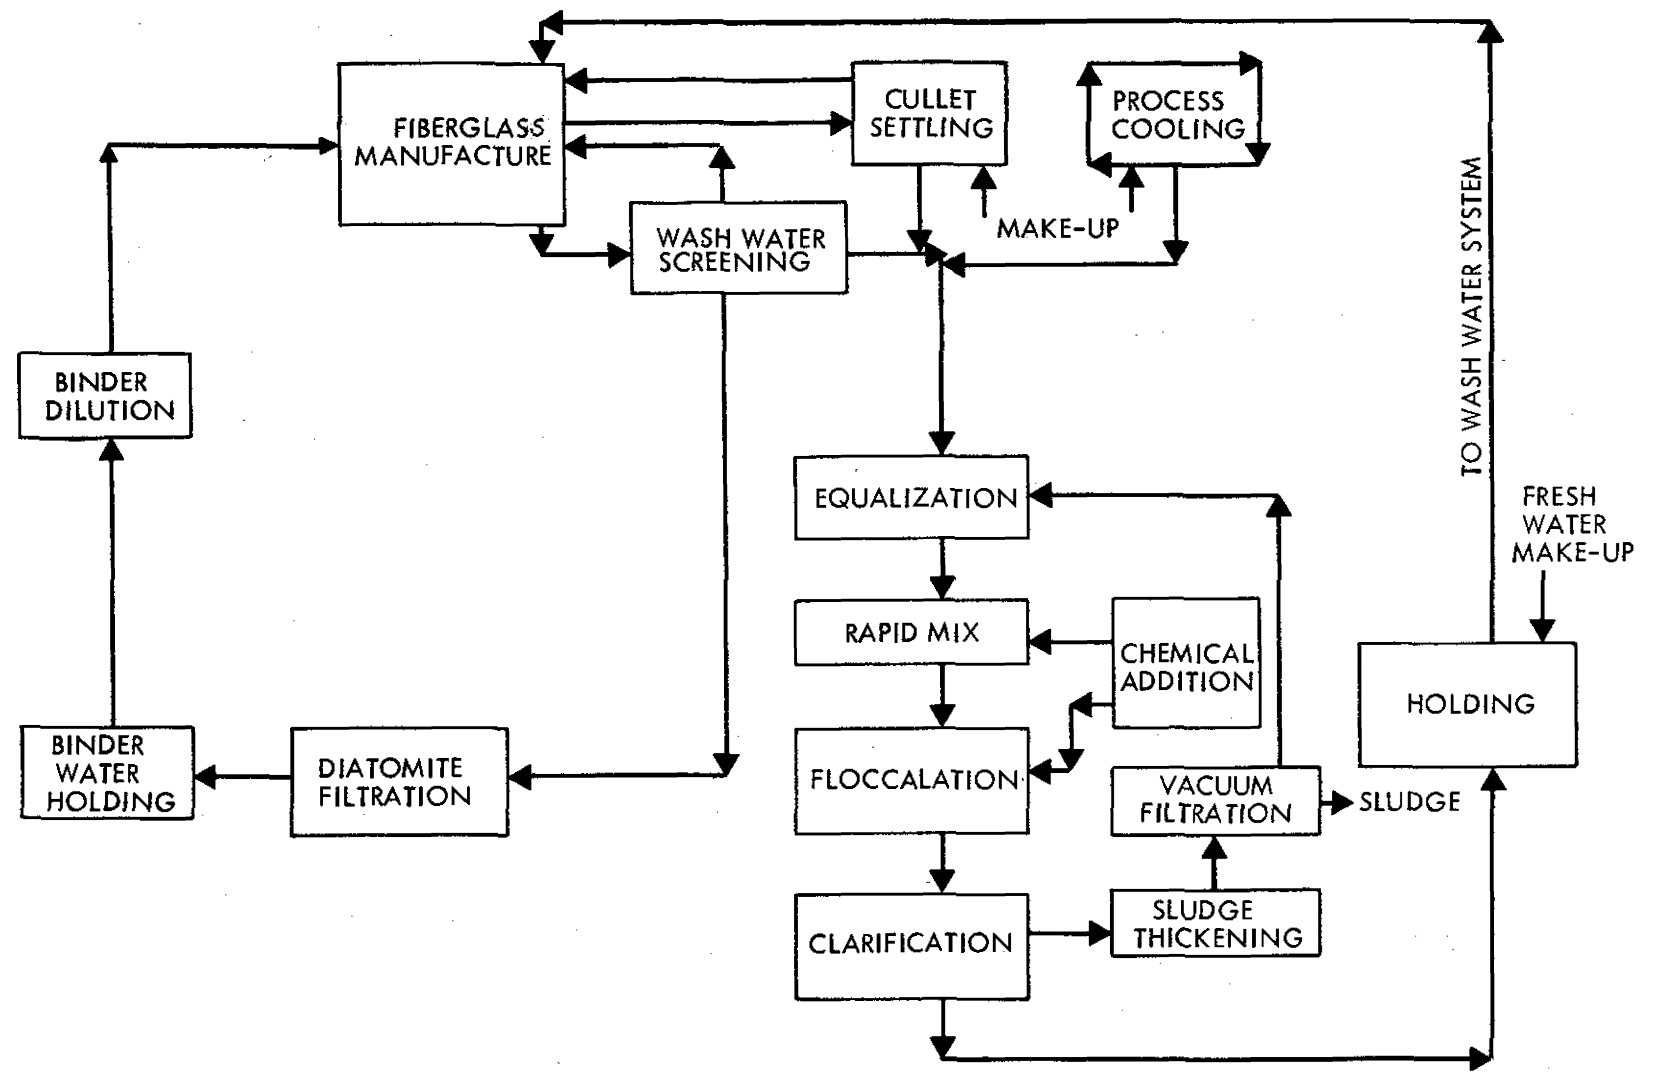 FIBERGLASS
MANUFACTURE
CULLET
SETTLING
PROCESS
COOLING
MAKE-UP
WASH WATER
SCREENING
TO WASH WATER SYSTEM
BINDER
DILUTION
EQUALIZATION
FRESH
WATER
MAKE-UP
RAPID MIX
CHEMICAL
ADDITION
HOLDING
BINDER
WATER
HOLDING
DIATOMITE
FILTRATION
FLOCCALATION
VACUUM
FILTRATION
SLUDGE
SLUDGE
THICKENING
CLARIFICATION